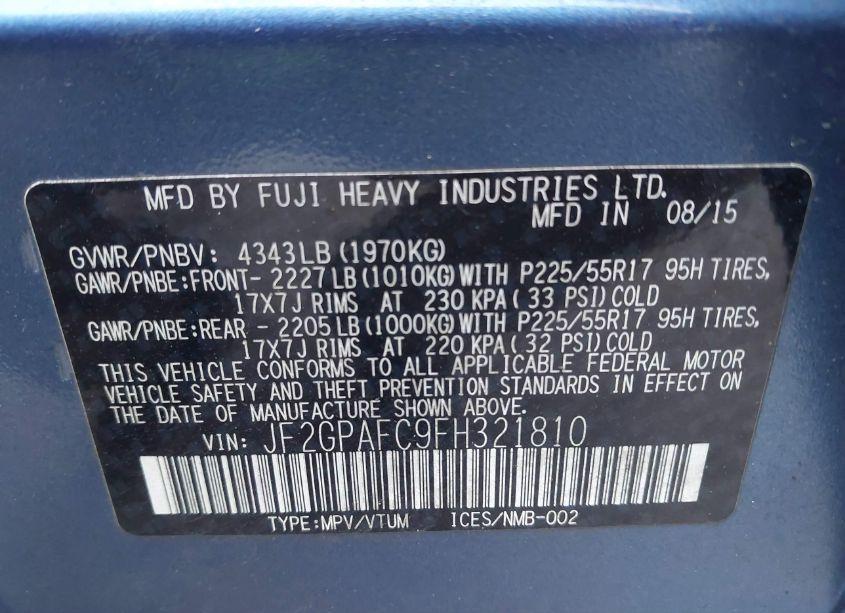 MFD BY FUJI HEAVY INDUSTRIES LTD.
MFD IN 08/15
GVWR/PNBV: 4343LB(1970KG)
GAWR/PNBE:FRONT- 2227LB(1010KG)WITH P225/55R17 95H TIRES,
17X7J RIMS AT 230 KPA( 33 PSI)COLD
GAWR/PNBE:REAR - 2205LB(1000KG)WITH P225/55R17 95H TIRES,
17X7J RIMS AT 220 KPA( 32 PSI)COLD
THIS VEHICLE CONFORMS TO ALL APPLICABLE FEDERAL MOTOR
VEHICLE SAFETY AND THEFT PREVENTION STANDARDS IN EFFECT ON
THE DATE OF MANUFACTURE SHOWN ABOVE.
VIN: JF2GPAFC9FH321810
TYPE:MPV/VTUM ICES/NMB-002